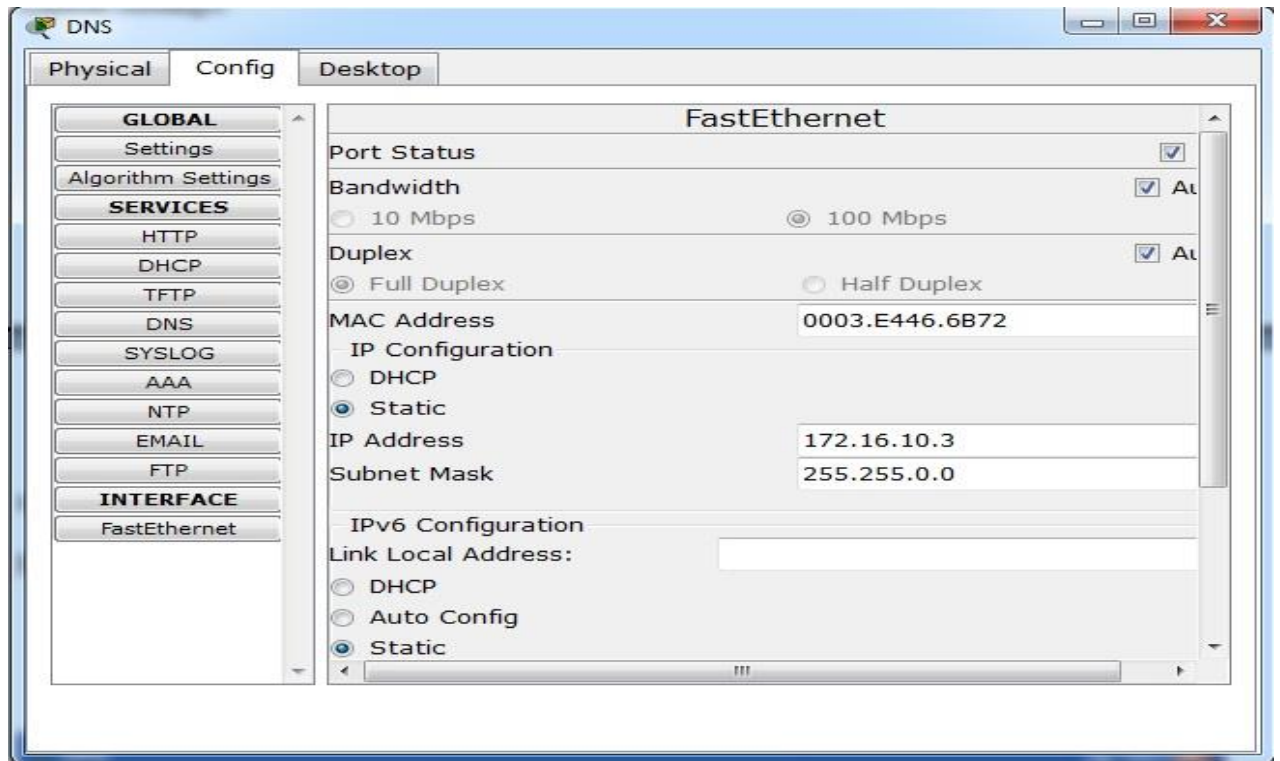 DNS
Physical Config Desktop
GLOBAL
Settings
Algorithm Settings
SERVICES
HTTP
DHCP
TFTP
DNS
SYSLOG
AAA
NTP
EMAIL
FTP
INTERFACE
FastEthernet
FastEthernet
Port Status
Bandwidth Au
10 Mbps 100 Mbps
Duplex Au
Full Duplex Half Duplex
MAC Address 0003.E446.6B72
IP Configuration
DHCP
Static
IP Address 172.16.10.3
Subnet Mask 255.255.0.0
IPv6 Configuration
Link Local Address:
DHCP
Auto Config
Static